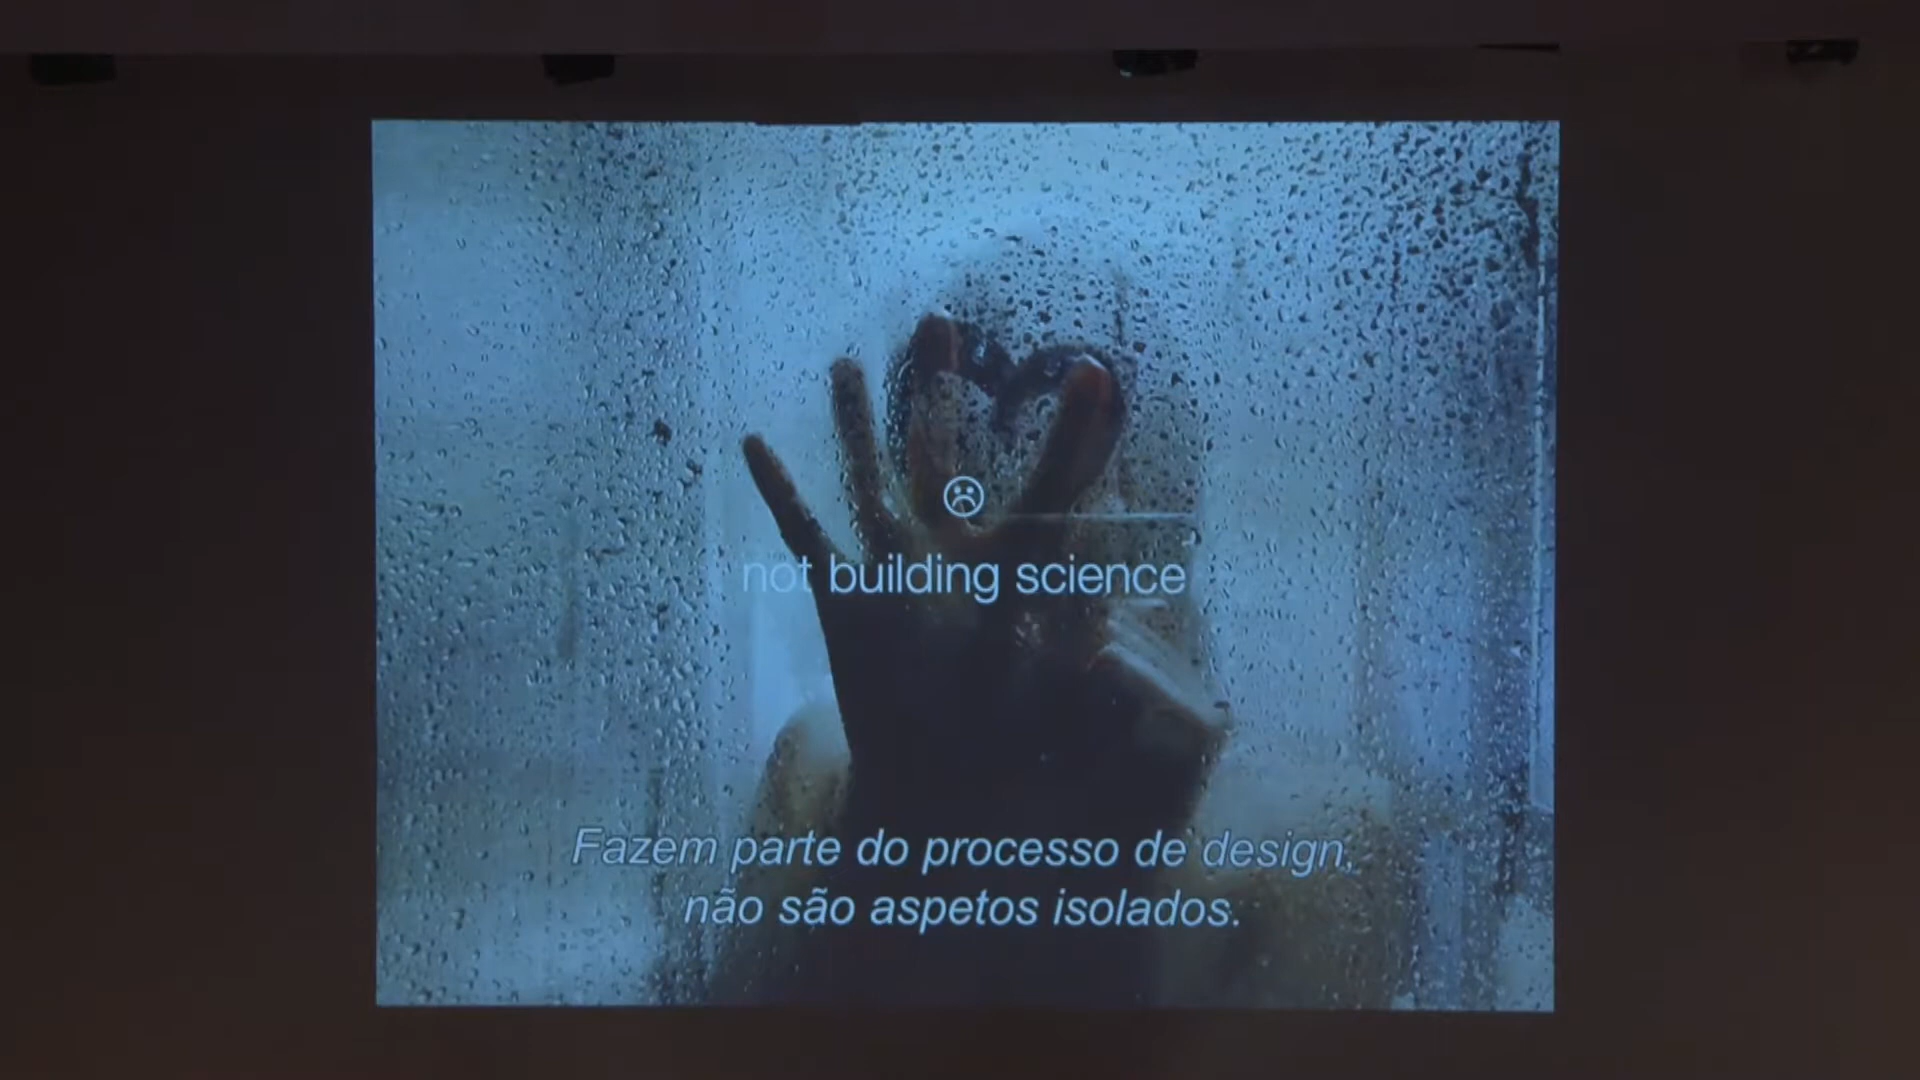 not building science
Fazem parte do processo de design,
não são aspetos isolados.